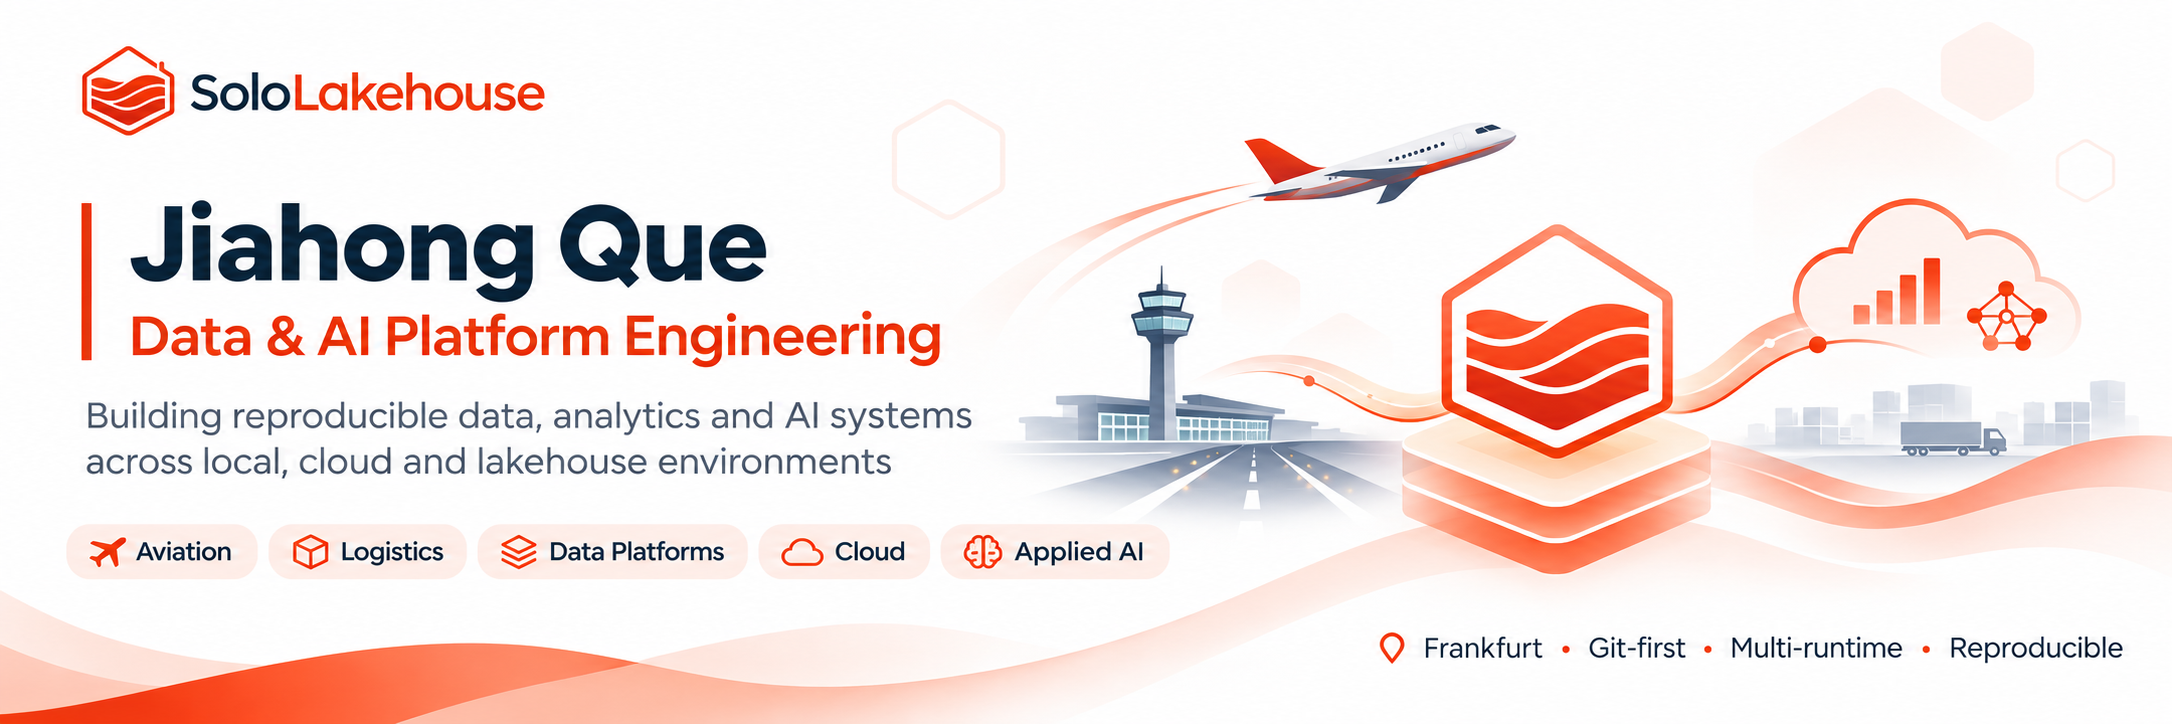 SoloLakehouse
Jiahong Que
Data & AI Platform Engineering
Building reproducible data, analytics and AI systems
across local, cloud and lakehouse environments
Aviation
Logistics
Data Platforms
Cloud
Applied AI
Frankfurt • Git-first • Multi-runtime • Reproducible